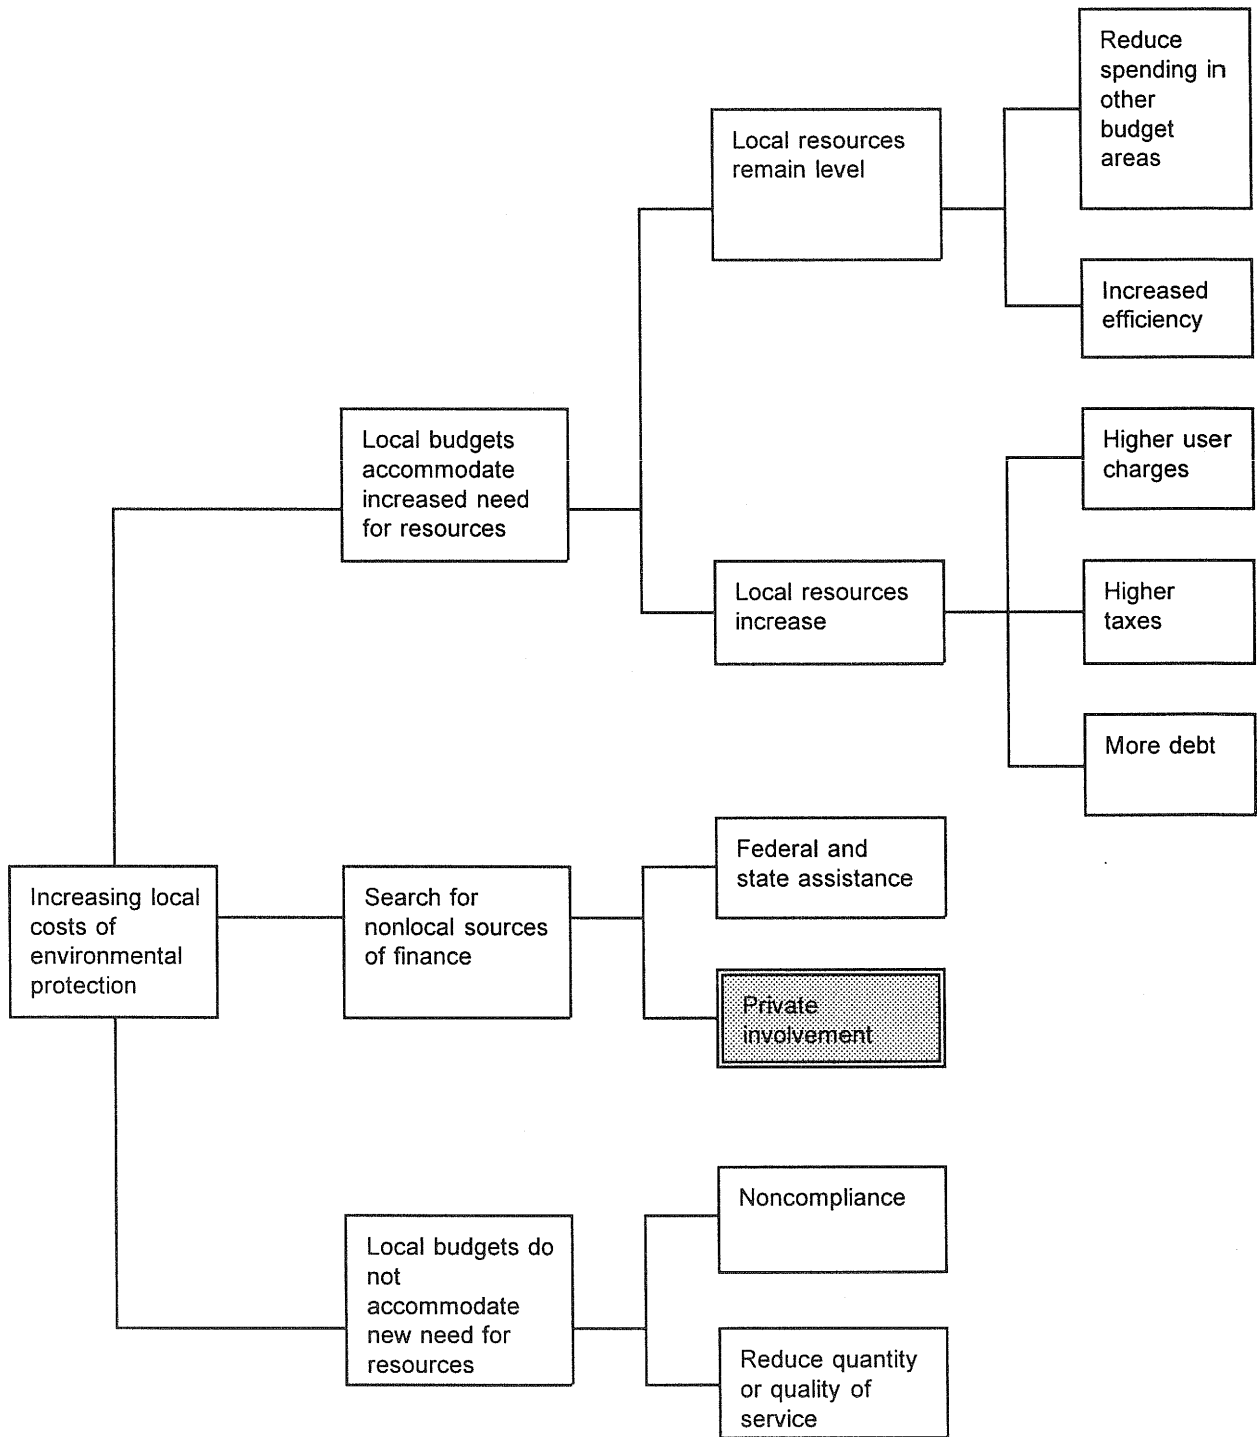 Reduce
spending in
other
budget
areas
Local resources
remain level
Increased
efficiency
Local budgets
accommodate
increased need
for resources
Higher user
charges
Local resources
increase
Higher
taxes
More debt
Federal and
state assistance
Increasing local
costs of
environmental
protection
Search for
nonlocal sources
of finance
Private
involvement
Noncompliance
Local budgets do
not
accommodate
new need for
resources
Reduce quantity
or quality of
service